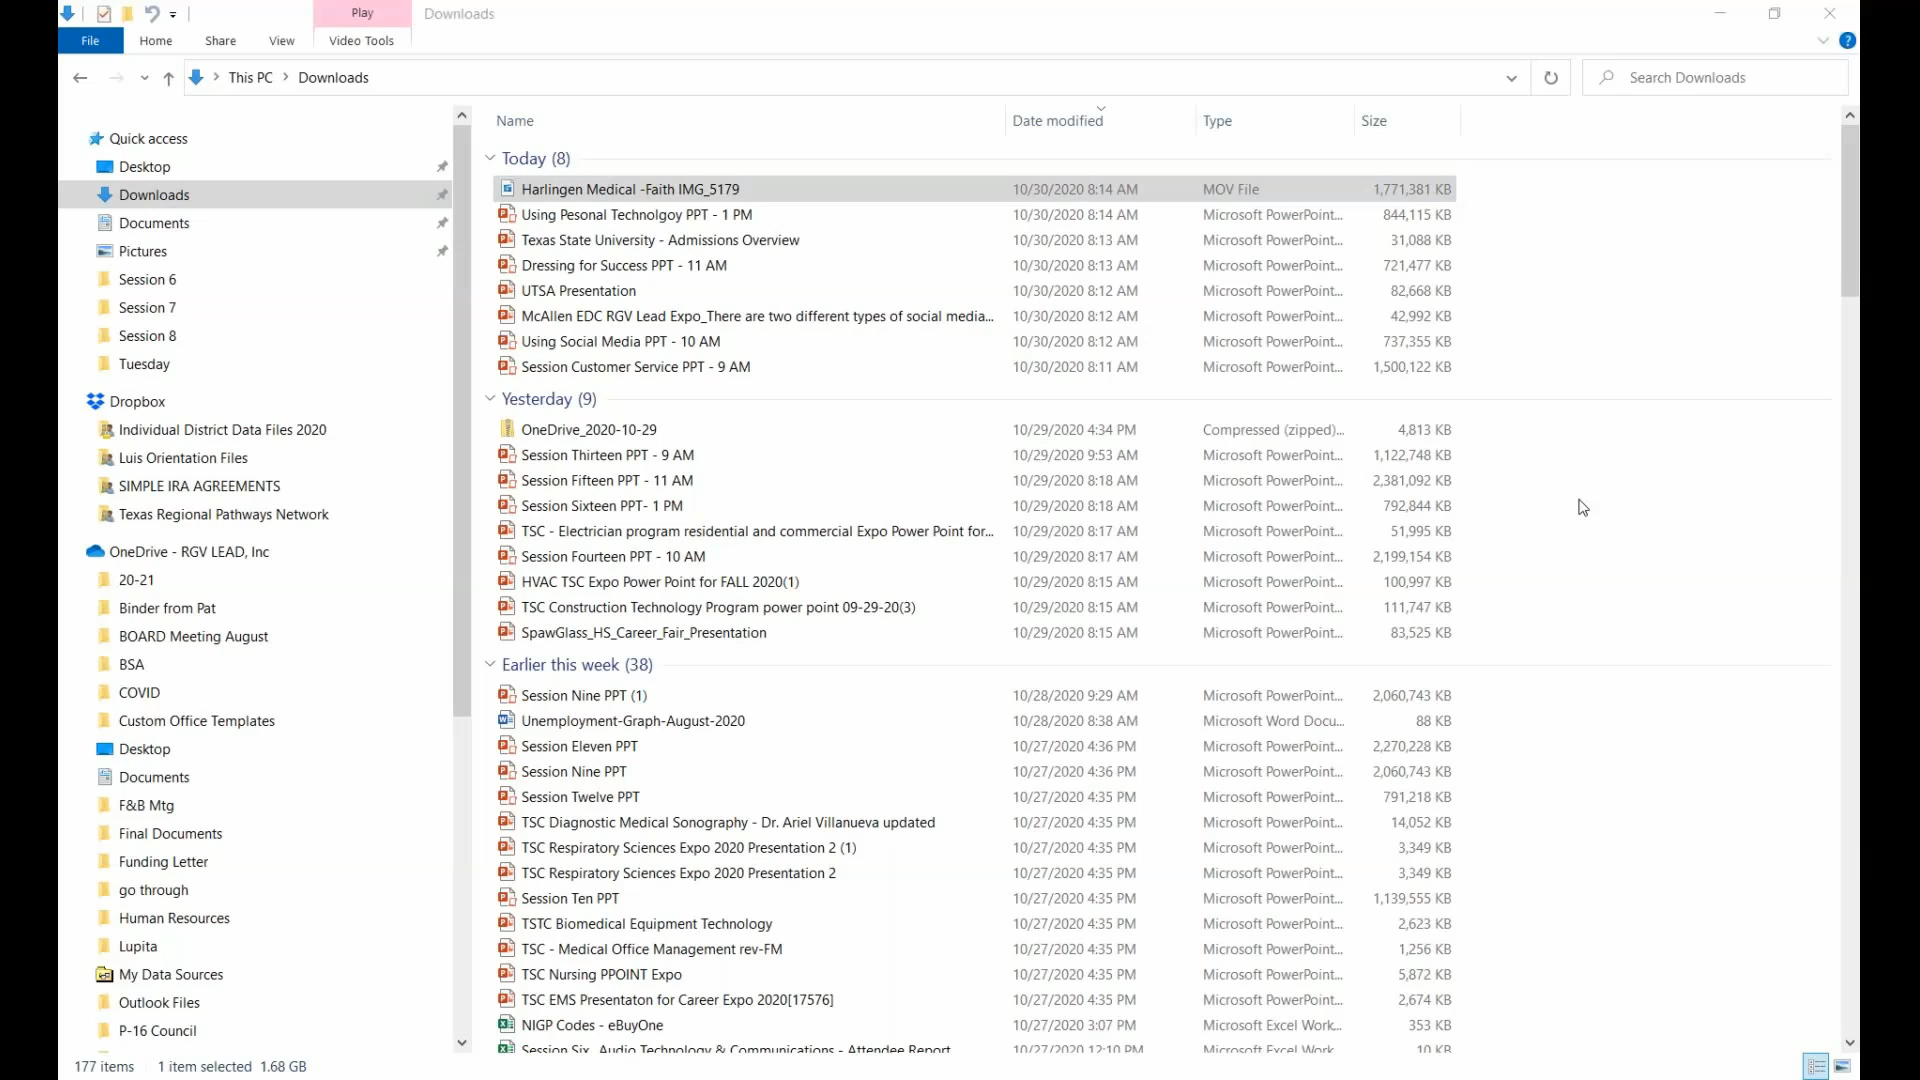 Play
Downloads
File
Home
Share
View
Video Tools
This PC
Downloads
Search Downloads
Name
Date modified
Type
Size
Quick access
Desktop
Downloads
Documents
Pictures
Session 6
Session 7
Session 8
Tuesday
Dropbox
Individual District Data Files 2020
Luis Orientation Files
SIMPLE IRA AGREEMENTS
Texas Regional Pathways Network
OneDrive - RGV LEAD, Inc
20-21
Binder from Pat
BOARD Meeting August
BSA
COVID
Custom Office Templates
Desktop
Documents
F&B Mtg
Final Documents
Funding Letter
go through
Human Resources
Lupita
My Data Sources
Outlook Files
P-16 Council
Today (8)
Harlingen Medical -Faith IMG_5179 10/30/2020 8:14 AM MOV File 1,771,381 KB
Using Pesonal Technolgoy PPT - 1 PM 10/30/2020 8:14 AM Microsoft PowerPoint... 844,115 KB
Texas State University - Admissions Overview 10/30/2020 8:13 AM Microsoft PowerPoint... 31,088 KB
Dressing for Success PPT - 11 AM 10/30/2020 8:13 AM Microsoft PowerPoint... 721,477 KB
UTSA Presentation 10/30/2020 8:12 AM Microsoft PowerPoint... 82,668 KB
McAllen EDC RGV Lead Expo_There are two different types of social media... 10/30/2020 8:12 AM Microsoft PowerPoint... 42,992 KB
Using Social Media PPT - 10 AM 10/30/2020 8:12 AM Microsoft PowerPoint... 737,355 KB
Session Customer Service PPT - 9 AM 10/30/2020 8:11 AM Microsoft PowerPoint... 1,500,122 KB
Yesterday (9)
OneDrive_2020-10-29 10/29/2020 4:34 PM Compressed (zipped)... 4,813 KB
Session Thirteen PPT - 9 AM 10/29/2020 9:53 AM Microsoft PowerPoint... 1,122,748 KB
Session Fifteen PPT - 11 AM 10/29/2020 8:18 AM Microsoft PowerPoint... 2,381,092 KB
Session Sixteen PPT- 1 PM 10/29/2020 8:18 AM Microsoft PowerPoint... 792,844 KB
TSC - Electrician program residential and commercial Expo Power Point for... 10/29/2020 8:17 AM Microsoft PowerPoint... 51,995 KB
Session Fourteen PPT - 10 AM 10/29/2020 8:17 AM Microsoft PowerPoint... 2,199,154 KB
HVAC TSC Expo Power Point for FALL 2020(1) 10/29/2020 8:15 AM Microsoft PowerPoint... 100,997 KB
TSC Construction Technology Program power point 09-29-20(3) 10/29/2020 8:15 AM Microsoft PowerPoint... 111,747 KB
SpawGlass_HS_Career_Fair_Presentation 10/29/2020 8:15 AM Microsoft PowerPoint... 83,525 KB
Earlier this week (38)
Session Nine PPT (1) 10/28/2020 9:29 AM Microsoft PowerPoint... 2,060,743 KB
Unemployment-Graph-August-2020 10/28/2020 8:38 AM Microsoft Word Docu... 88 KB
Session Eleven PPT 10/27/2020 4:36 PM Microsoft PowerPoint... 2,270,228 KB
Session Nine PPT 10/27/2020 4:36 PM Microsoft PowerPoint... 2,060,743 KB
Session Twelve PPT 10/27/2020 4:35 PM Microsoft PowerPoint... 791,218 KB
TSC Diagnostic Medical Sonography - Dr. Ariel Villanueva updated 10/27/2020 4:35 PM Microsoft PowerPoint... 14,052 KB
TSC Respiratory Sciences Expo 2020 Presentation 2 (1) 10/27/2020 4:35 PM Microsoft PowerPoint... 3,349 KB
TSC Respiratory Sciences Expo 2020 Presentation 2 10/27/2020 4:35 PM Microsoft PowerPoint... 3,349 KB
Session Ten PPT 10/27/2020 4:35 PM Microsoft PowerPoint... 1,139,555 KB
TSTC Biomedical Equipment Technology 10/27/2020 4:35 PM Microsoft PowerPoint... 2,623 KB
TSC - Medical Office Management rev-FM 10/27/2020 4:35 PM Microsoft PowerPoint... 1,256 KB
TSC Nursing PPOINT Expo 10/27/2020 4:35 PM Microsoft PowerPoint... 5,872 KB
TSC EMS Presentaton for Career Expo 2020[17576] 10/27/2020 4:35 PM Microsoft PowerPoint... 2,674 KB
NIGP Codes - eBuyOne 10/27/2020 3:07 PM Microsoft Excel Work... 353 KB
Session Six Audio Technology & Communications - Attendee Report 10/27/2020 12:10 PM Microsoft Excel Work 10 KB
177 items 1 item selected 1.68 GB